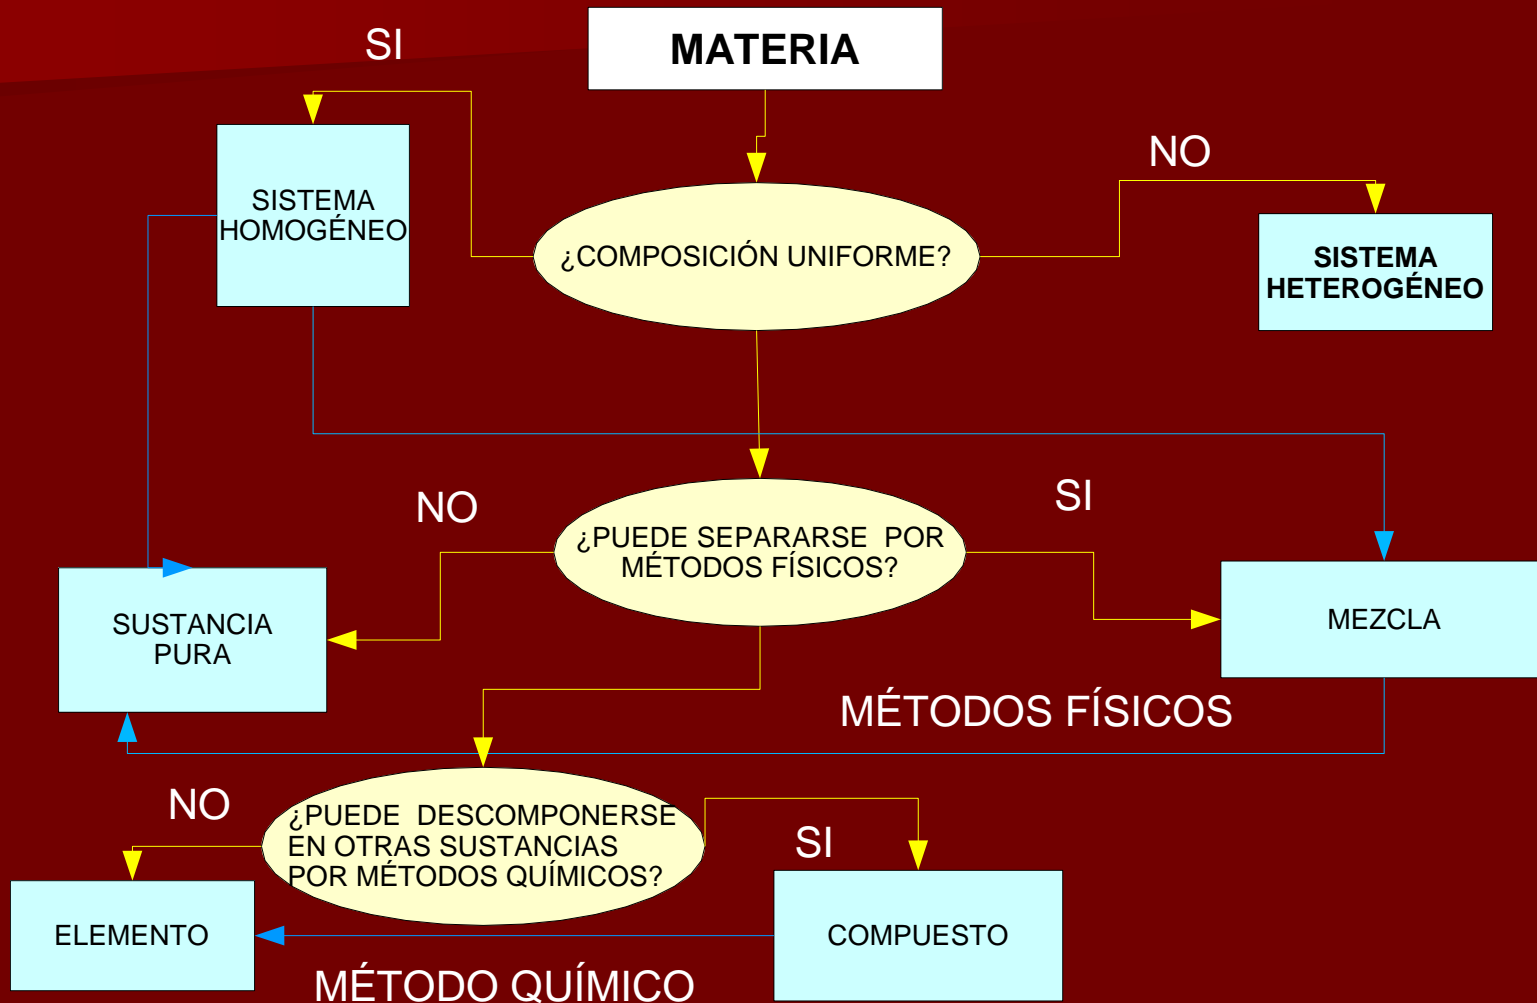 MATERIA
SI
NO
SISTEMA
HOMOGÉNEO
¿COMPOSICIÓN UNIFORME?
SISTEMA
HETEROGÉNEO
NO
SI
¿PUEDE SEPARARSE POR
MÉTODOS FÍSICOS?
SUSTANCIA
PURA
MEZCLA
MÉTODOS FÍSICOS
NO
¿PUEDE DESCOMPONERSE
EN OTRAS SUSTANCIAS
POR MÉTODOS QUÍMICOS?
SI
ELEMENTO
COMPUESTO
MÉTODO QUÍMICO